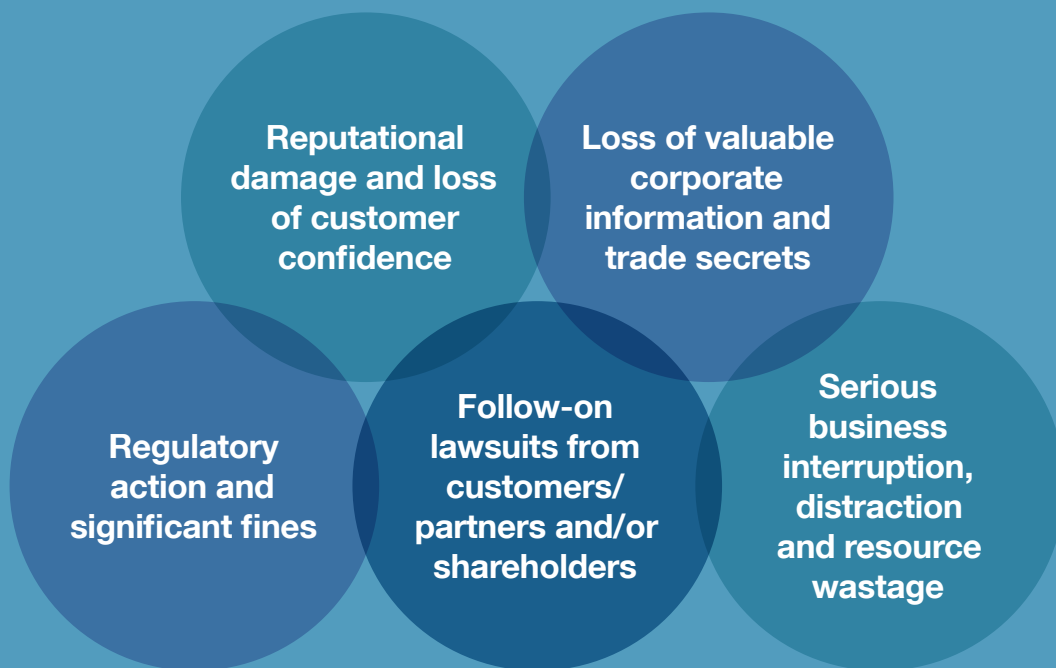 Reputational
damage and loss
of customer
confidence
Loss of valuable
corporate
information and
trade secrets
Regulatory
action and
significant fines
Follow-on
lawsuits from
customers/
partners and/or
shareholders
Serious
business
interruption,
distraction
and resource
wastage